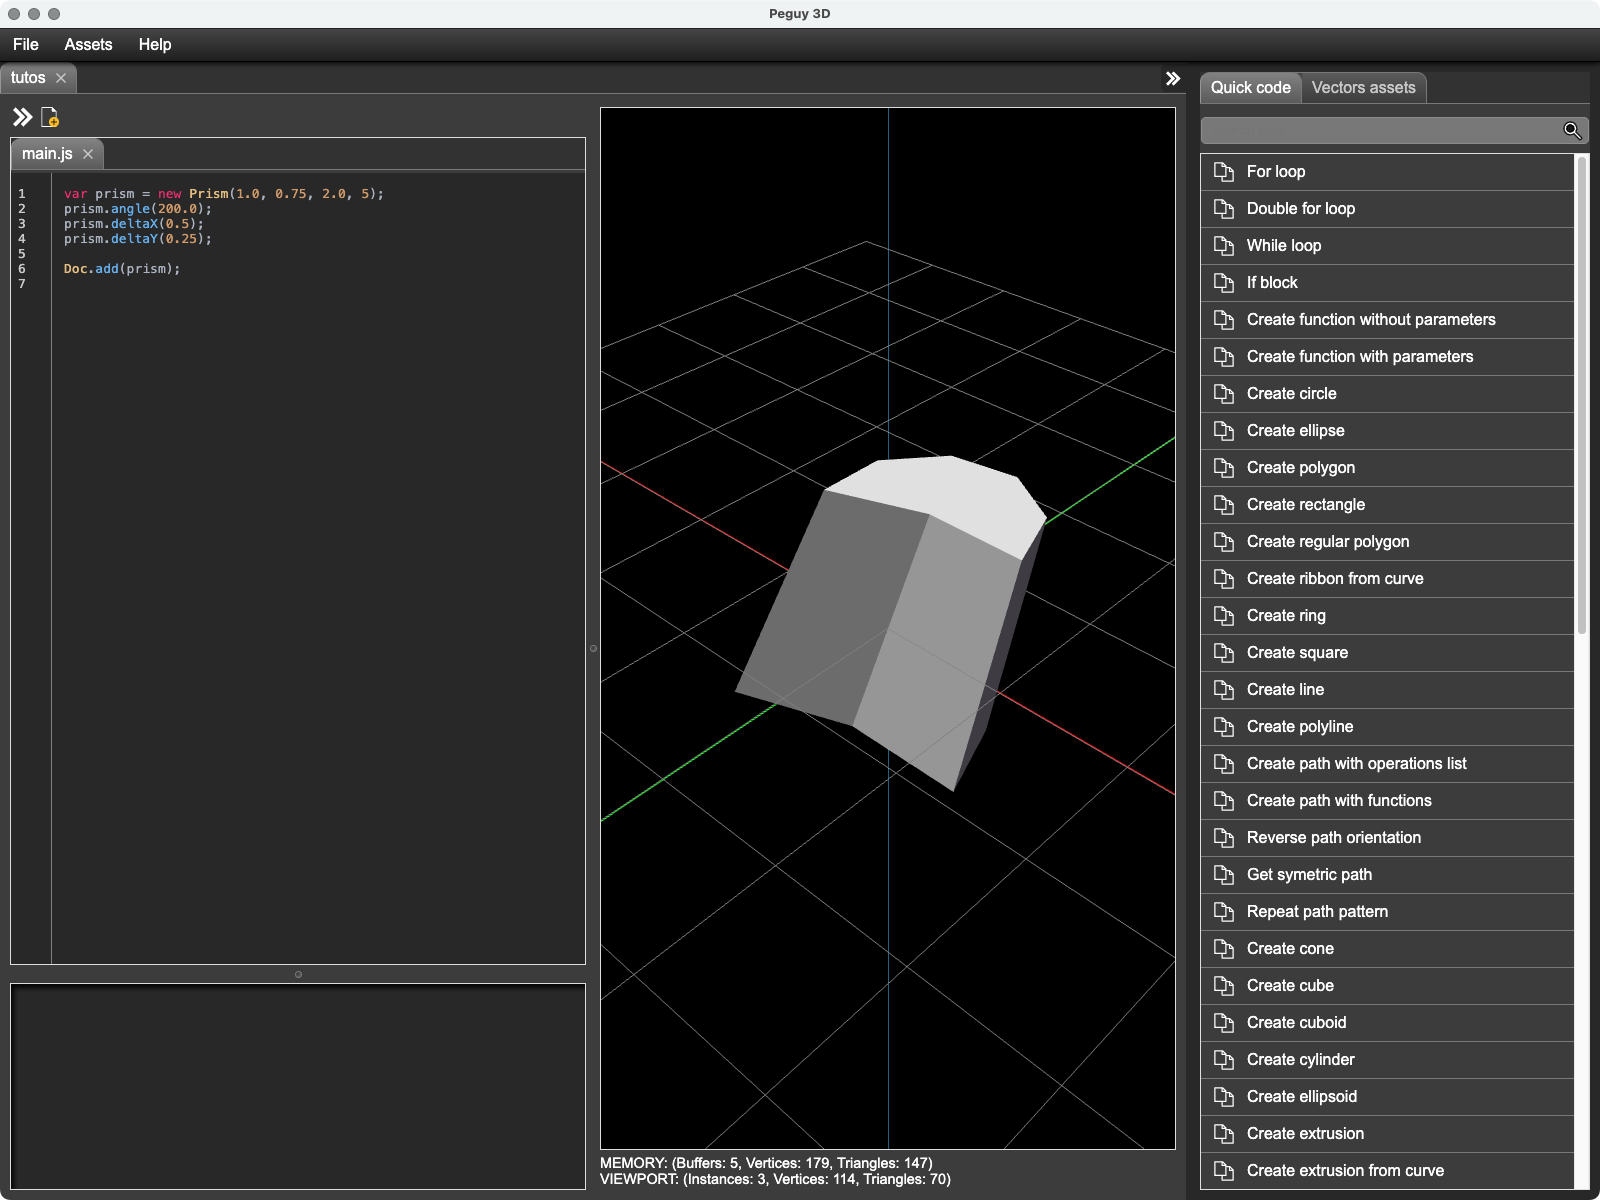 Peguy 3D
File Assets Help
tutos
main.js
1 var prism = new Prism(1.0, 0.75, 2.0, 5);
2 prism.angle(200.0);
3 prism.deltaX(0.5);
4 prism.deltaY(0.25);
5
6 Doc.add(prism);
7
MEMORY: (Buffers: 5, Vertices: 179, Triangles: 147)
VIEWPORT: (Instances: 3, Vertices: 114, Triangles: 70)
Quick code Vectors assets
For loop
Double for loop
While loop
If block
Create function without parameters
Create function with parameters
Create circle
Create ellipse
Create polygon
Create rectangle
Create regular polygon
Create ribbon from curve
Create ring
Create square
Create line
Create polyline
Create path with operations list
Create path with functions
Reverse path orientation
Get symetric path
Repeat path pattern
Create cone
Create cube
Create cuboid
Create cylinder
Create ellipsoid
Create extrusion
Create extrusion from curve